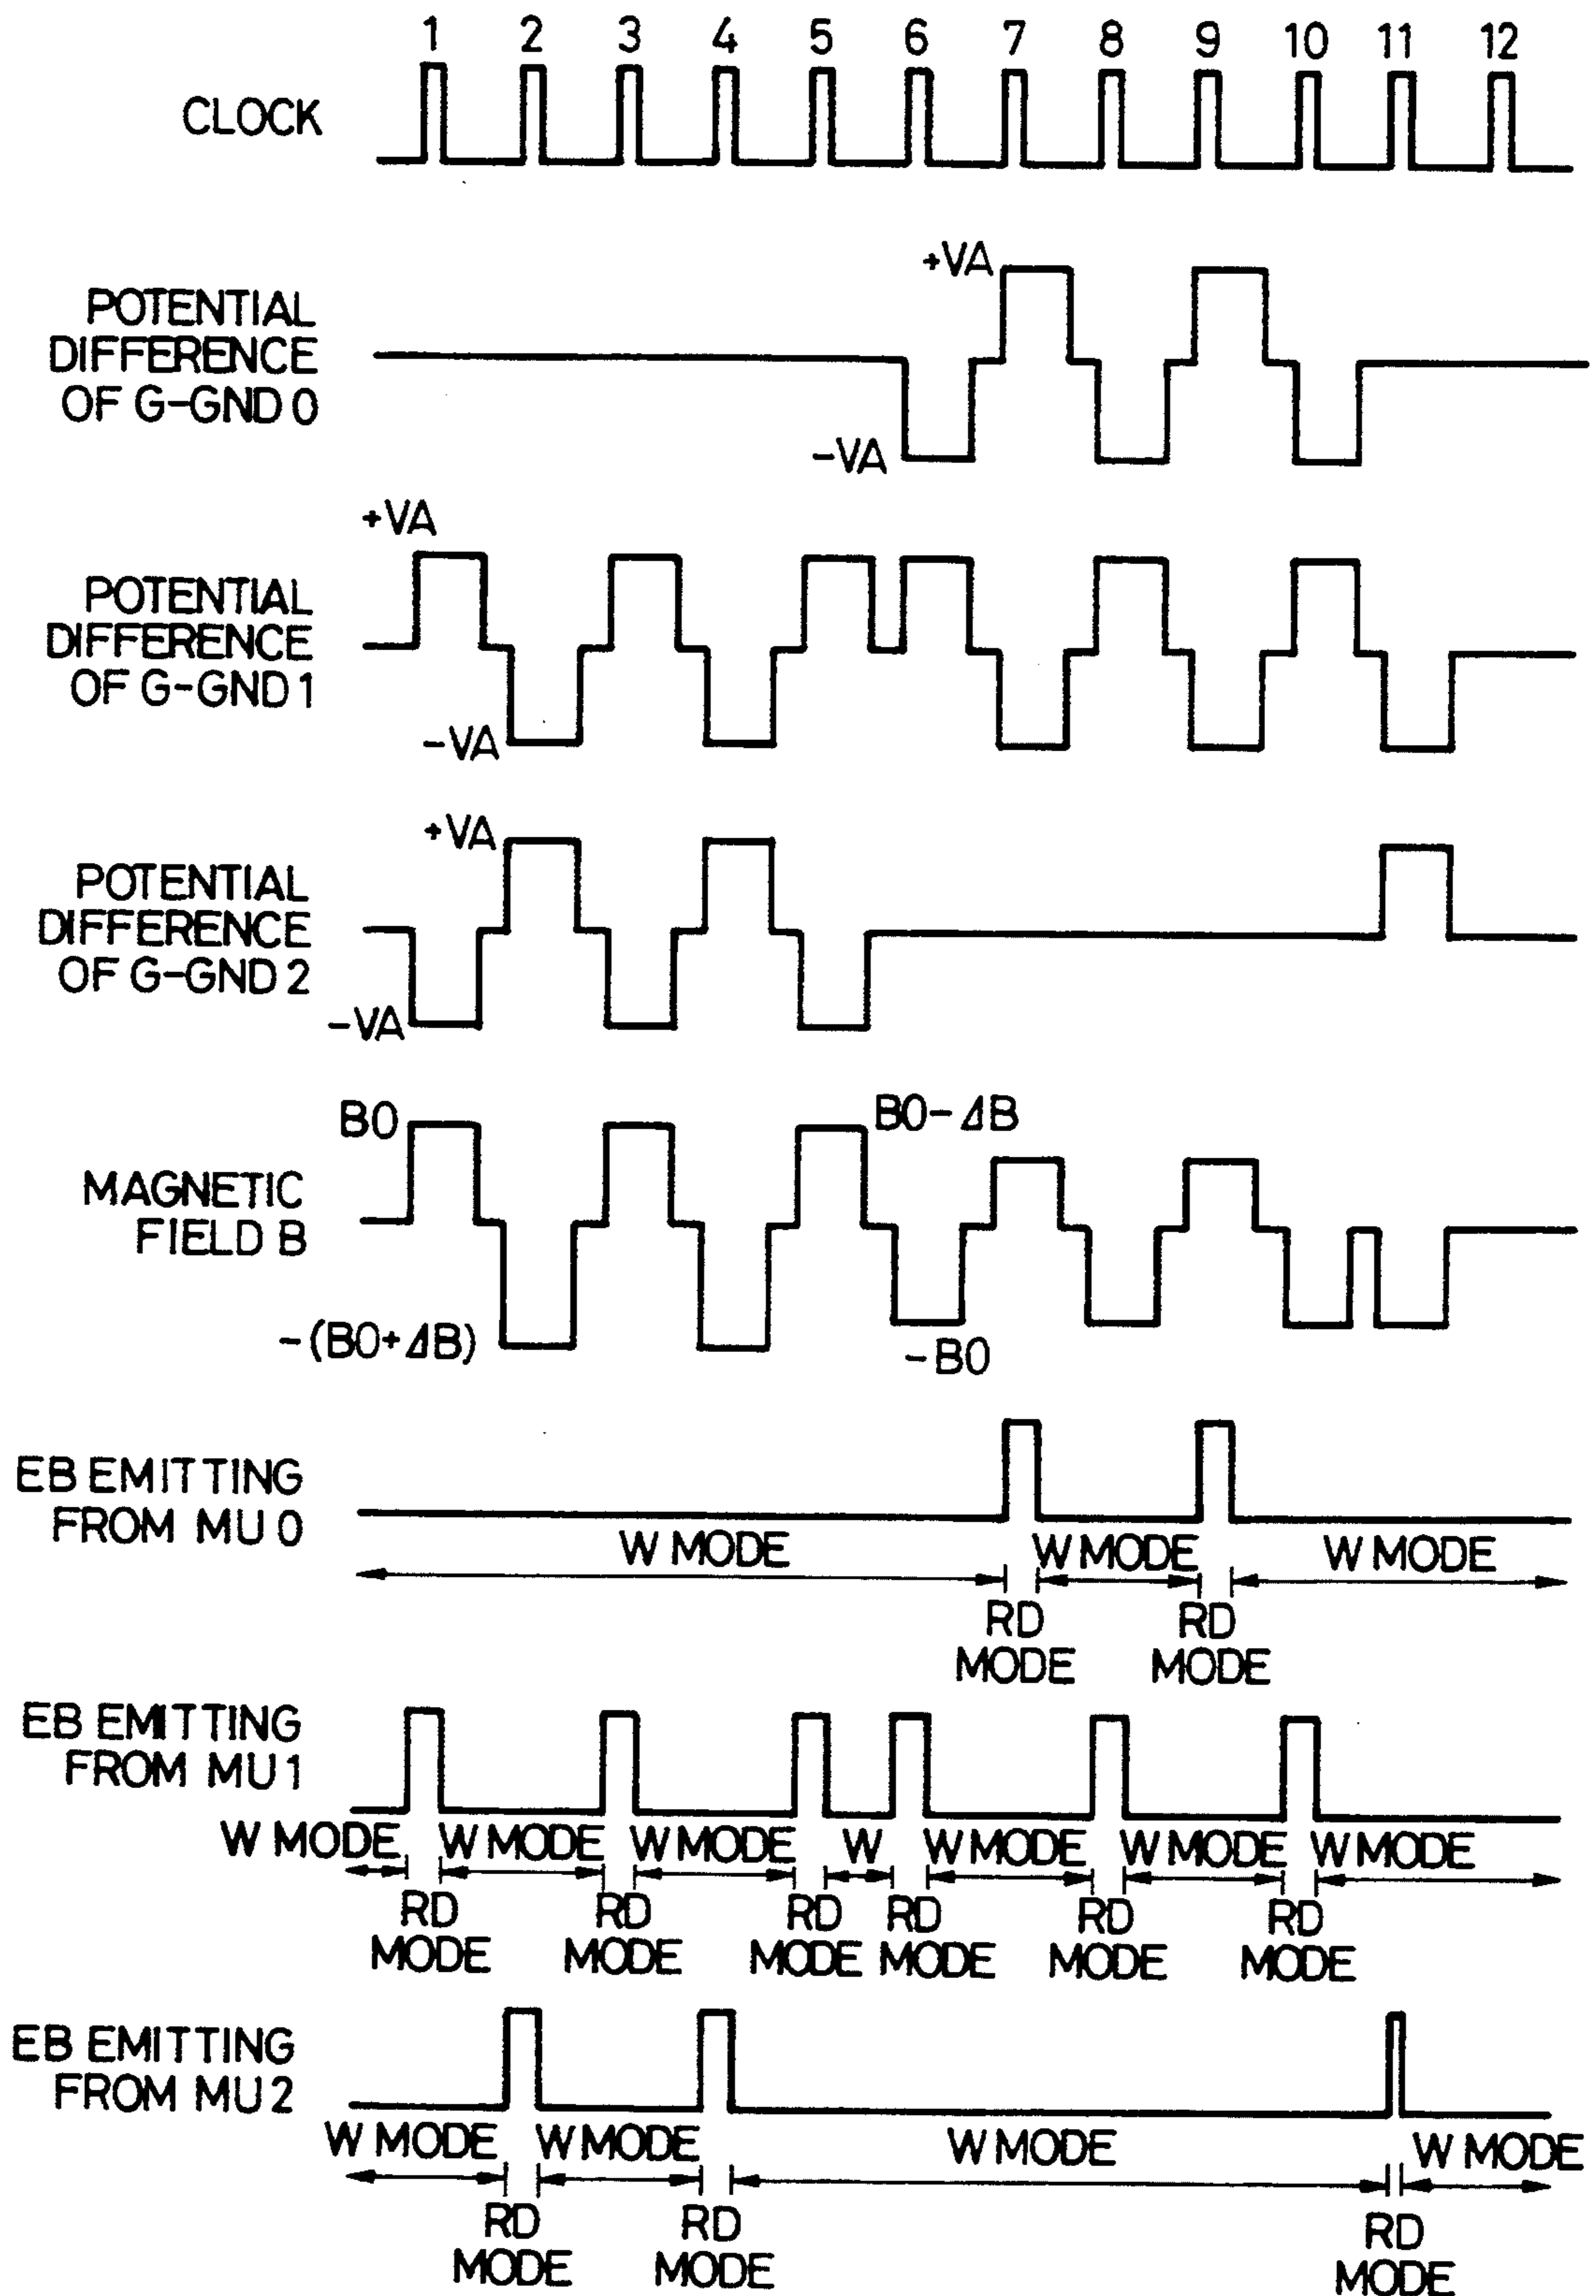 1 2 3 4 5 6 7 8 9 10 11 12
CLOCK
+VA
POTENTIAL
DIFFERENCE
OF G-GND 0
-VA
+VA
POTENTIAL
DIFFERENCE
OF G-GND 1
-VA
+VA
POTENTIAL
DIFFERENCE
OF G-GND 2
-VA
B0
B0-ΔB
MAGNETIC
FIELD B
-(B0+ΔB)
-B0
EB EMITTING
FROM MU 0
W MODE W MODE W MODE
RD RD
MODE MODE
EB EMITTING
FROM MU 1
W MODE W MODE W MODE W W MODE W MODE W MODE
RD RD RD RD RD RD
MODE MODE MODE MODE MODE MODE
EB EMITTING
FROM MU 2
W MODE W MODE W MODE W MODE
RD RD RD
MODE MODE MODE